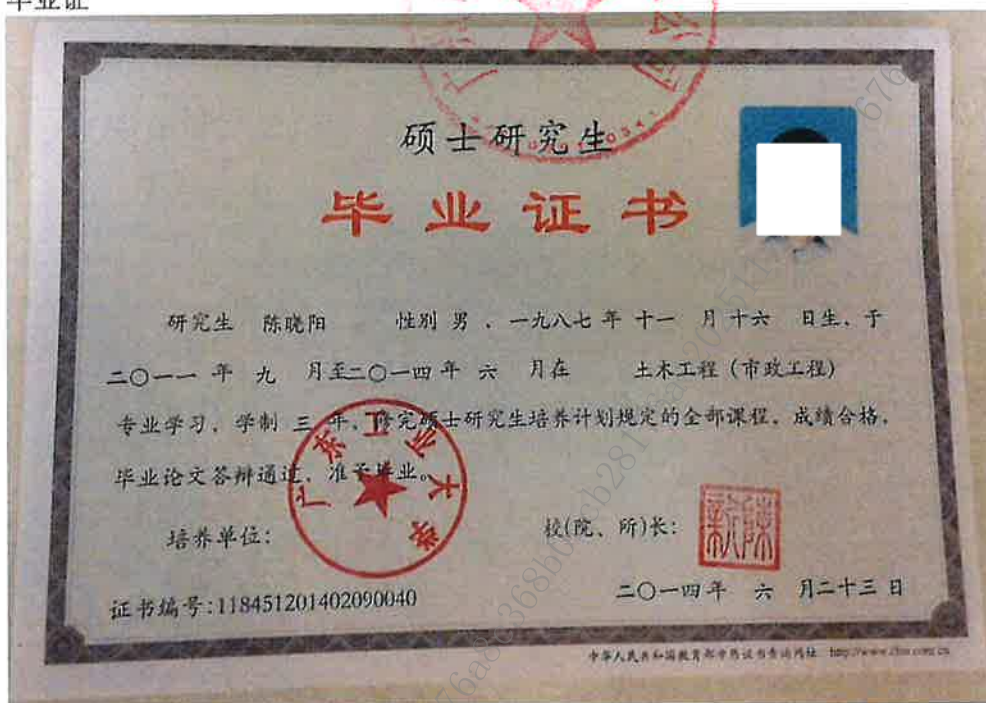 毕业证
硕士研究生
毕业证书
研究生 陈晓阳 性别 男 、一九八七 年 十一 月 十六 日生、于
二〇一一 年 九 月至二〇一四 年 六 月在 土木工程（市政工程）
专业学习，学制 三 年，修完硕士研究生培养计划规定的全部课程，成绩合格，
毕业论文答辩通过，准予毕业。
广东工业大学
培养单位：
校(院、所)长：
证书编号:118451201402090040
二〇一四年 六 月二十三 日
中华人民共和国教育部学历证书查询网址 http://www.chsi.com.cn